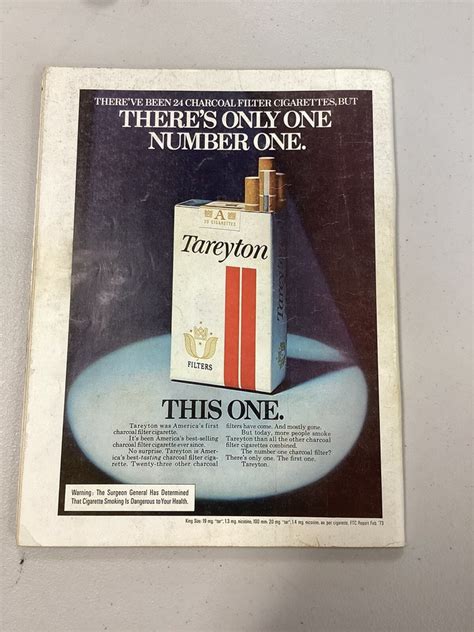 THERE'VE BEEN 24 CHARCOAL FILTER CIGARETTES, BUT
THERE'S ONLY ONE
NUMBER ONE.
A
20 CIGARETTES
Tareyton
Tareyton
FILTERS
THIS ONE.
Tareyton was America's first
charcoal filter cigarette.
It's been America's best-selling
charcoal filter cigarette ever since.
No surprise. Tareyton is Amer-
ica's best-tasting charcoal filter ciga-
rette. Twenty-three other charcoal
filters have come. And mostly gone.
But today, more people smoke
Tareyton than all the other charcoal
filter cigarettes combined.
The number one charcoal filter?
There's only one. The first one.
Tareyton.
Warning: The Surgeon General Has Determined
That Cigarette Smoking Is Dangerous to Your Health.
King Size: 19 mg. "tar", 1.3 mg. nicotine, 100 mm: 20 mg. "tar", 1.4 mg. nicotine, av. per cigarette, FTC Report Feb. '73